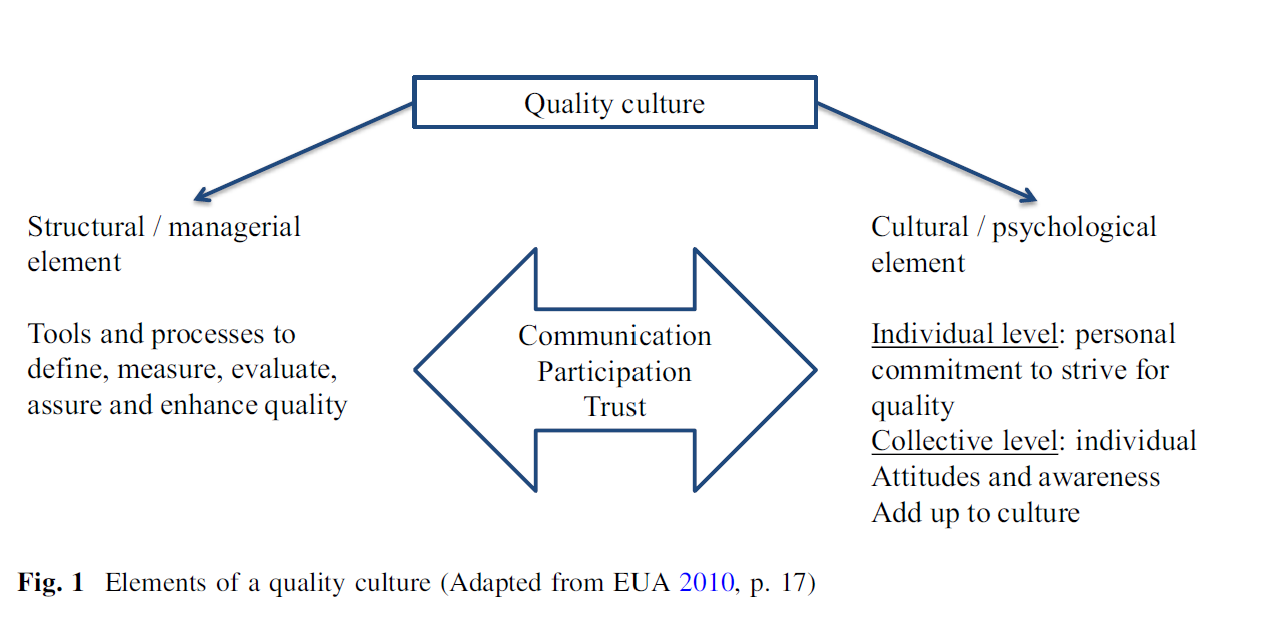 Quality culture
Structural / managerial
element
Tools and processes to
define, measure, evaluate,
assure and enhance quality
Communication
Participation
Trust
Cultural / psychological
element
Individual level: personal
commitment to strive for
quality
Collective level: individual
Attitudes and awareness
Add up to culture
Fig. 1 Elements of a quality culture (Adapted from EUA 2010, p. 17)